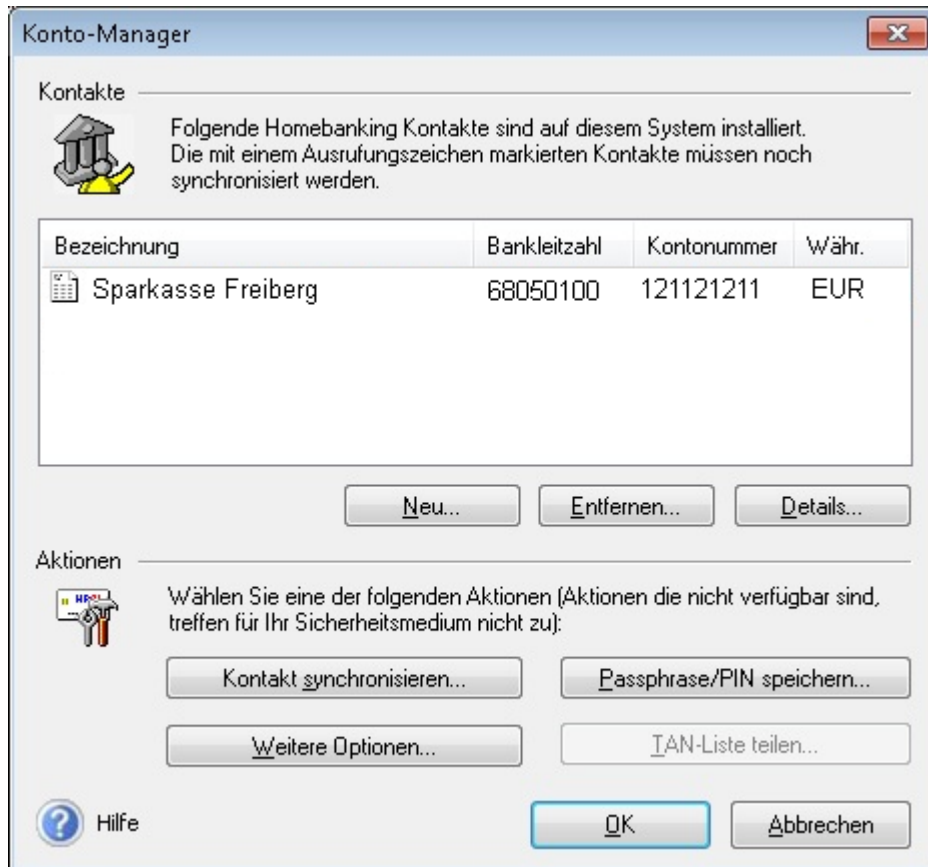 Konto-Manager
Kontakte
Folgende Homebanking Kontakte sind auf diesem System installiert.
Die mit einem Ausrufungszeichen markierten Kontakte müssen noch
synchronisiert werden.
Bezeichnung Bankleitzahl Kontonummer Währ.
Sparkasse Freiberg 68050100 121121211 EUR
Neu... Entfernen... Details...
Aktionen
Wählen Sie eine der folgenden Aktionen (Aktionen die nicht verfügbar sind,
treffen für Ihr Sicherheitsmedium nicht zu):
Kontakt synchronisieren... Passphrase/PIN speichern...
Weitere Optionen... TAN-Liste teilen...
Hilfe OK Abbrechen